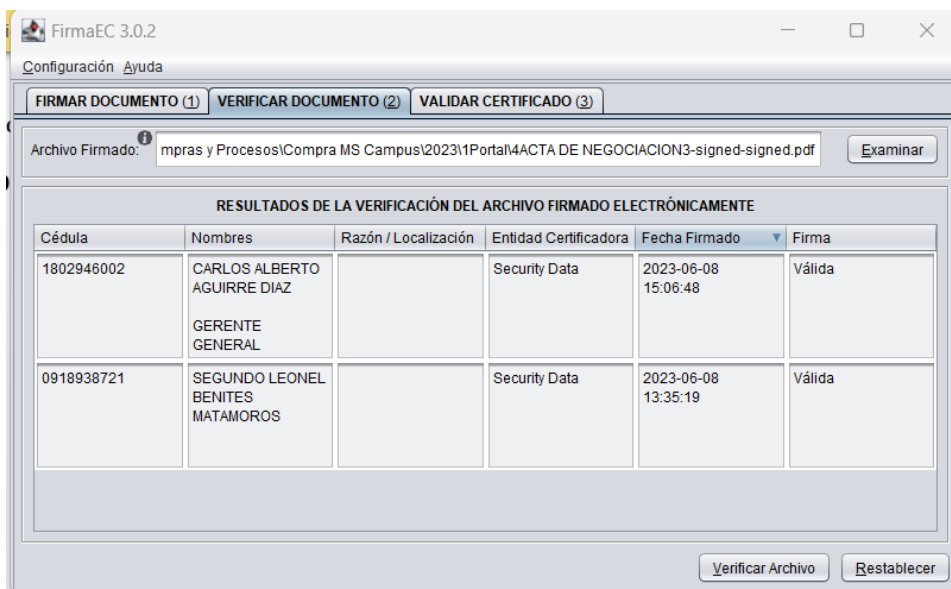 FirmaEC 3.0.2
Configuración Ayuda
FIRMAR DOCUMENTO (1) VERIFICAR DOCUMENTO (2) VALIDAR CERTIFICADO (3)
Archivo Firmado: mpras y Procesos\Compra MS Campus\2023\1Portal\4ACTA DE NEGOCIACION3-signed-signed.pdf Examinar
RESULTADOS DE LA VERIFICACIÓN DEL ARCHIVO FIRMADO ELECTRÓNICAMENTE
Cédula Nombres Razón / Localización Entidad Certificadora Fecha Firmado Firma
1802946002 CARLOS ALBERTO Security Data 2023-06-08 Válida
AGUIRRE DIAZ 15:06:48
GERENTE
GENERAL
0918938721 SEGUNDO LEONEL Security Data 2023-06-08 Válida
BENITES 13:35:19
MATAMOROS
Verificar Archivo Restablecer